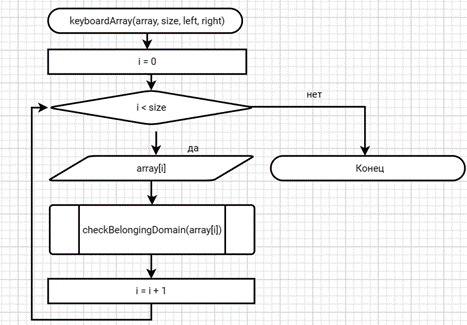 keyboardArray(array, size, left, right)
i = 0
i < size
нет
да
array[i]
Конец
checkBelongingDomain(array[i])
i = i + 1